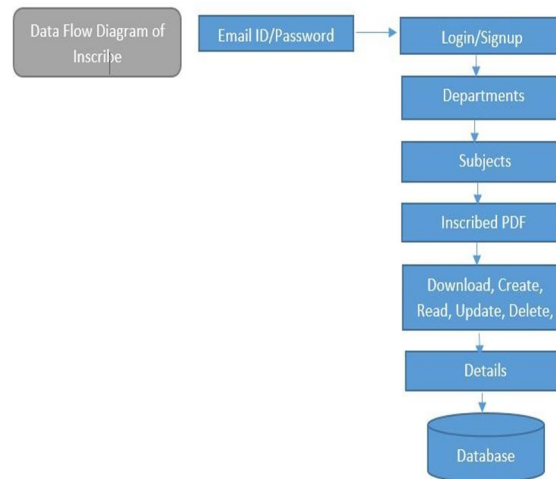 Data Flow Diagram of
Inscribe
Email ID/Password
Login/Signup
Departments
Subjects
Inscribed PDF
Download, Create,
Read, Update, Delete,
Details
Database